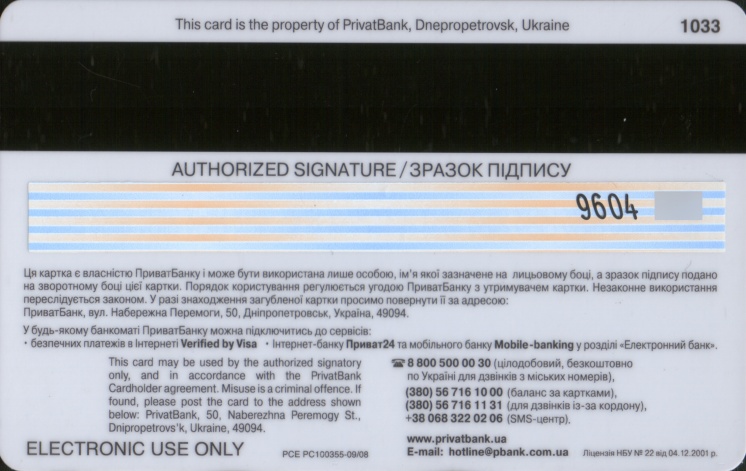 This card is the property of PrivatBank, Dnepropetrovsk, Ukraine 1033
AUTHORIZED SIGNATURE / ЗРАЗОК ПІДПИСУ
9604
Ця картка є власністю ПриватБанку і може бути використана лише особою, ім'я якої зазначене на лицьовому боці, а зразок підпису подано
на зворотному боці цієї картки. Порядок користування регулюється угодою ПриватБанку з утримувачем картки. Незаконне використання
переслідується законом. У разі знаходження загубленої картки просимо повернути її за адресою:
ПриватБанк, вул. Набережна Перемоги, 50, Дніпропетровськ, Україна, 49094.
У будь-якому банкоматі ПриватБанку можна підключитись до сервісів:
• безпечних платежів в Інтернеті Verified by Visa • Інтернет-банку Приват24 та мобільного банку Mobile-banking у розділі «Електронний банк».
This card may be used by the authorized signatory
only, and in accordance with the PrivatBank
Cardholder agreement. Misuse is a criminal offence. If
found, please post the card to the address shown
below: PrivatBank, 50, Naberezhna Peremogy St.,
Dnipropetrovs'k, Ukraine, 49094.
☎ 8 800 500 00 30 (цілодобовий, безкоштовно
по Україні для дзвінків з міських номерів),
(380) 56 716 10 00 (баланс за картками),
(380) 56 716 11 31 (для дзвінків із-за кордону),
+38 068 322 02 06 (SMS-центр).
www.privatbank.ua
ELECTRONIC USE ONLY PCE PC100355-09/08 E-mail: hotline@pbank.com.ua Ліцензія НБУ № 22 від 04.12.2001 р.